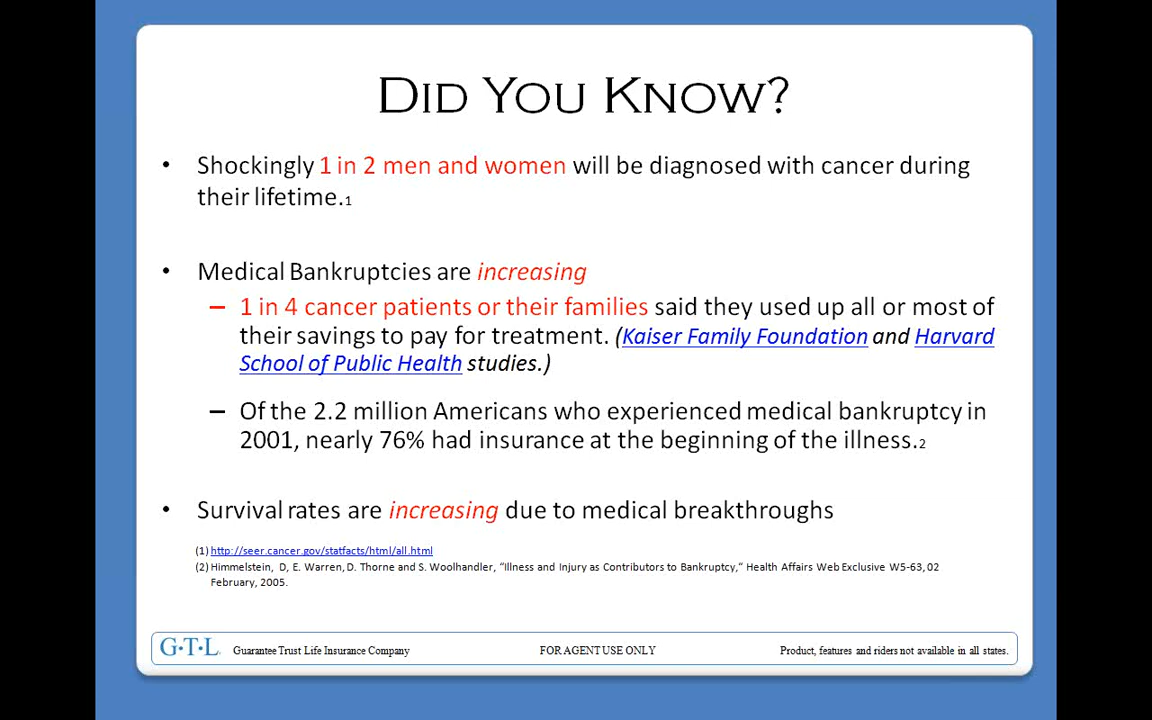 DID YOU KNOW?
• Shockingly 1 in 2 men and women will be diagnosed with cancer during
their lifetime.1
• Medical Bankruptcies are increasing
– 1 in 4 cancer patients or their families said they used up all or most of
their savings to pay for treatment. (Kaiser Family Foundation and Harvard
School of Public Health studies.)
– Of the 2.2 million Americans who experienced medical bankruptcy in
2001, nearly 76% had insurance at the beginning of the illness.2
• Survival rates are increasing due to medical breakthroughs
(1) http://seer.cancer.gov/statfacts/html/all.html
(2) Himmelstein, D, E. Warren, D. Thorne and S. Woolhandler, “Illness and Injury as Contributors to Bankruptcy,“ Health Affairs Web Exclusive W5-63, 02
February, 2005.
G·T·L. Guarantee Trust Life Insurance Company FOR AGENT USE ONLY Product, features and riders not available in all states.